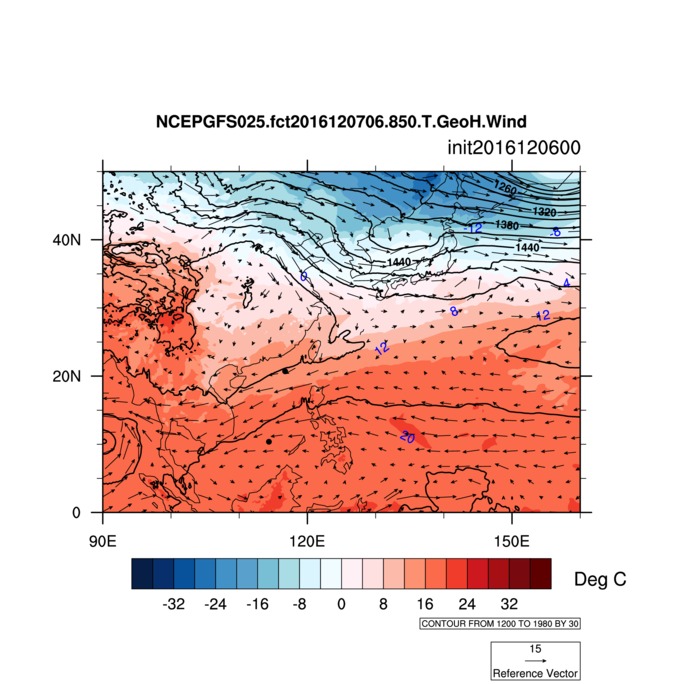 NCEPGFS025.fct2016120706.850.T.GeoH.Wind
init2016120600
1260
1320
-12
1380
-6
40N
1440
1440
0
4
8
12
12
20N
20
0
90E 120E 150E
Deg C
-32 -24 -16 -8 0 8 16 24 32
CONTOUR FROM 1200 TO 1980 BY 30
15
Reference Vector